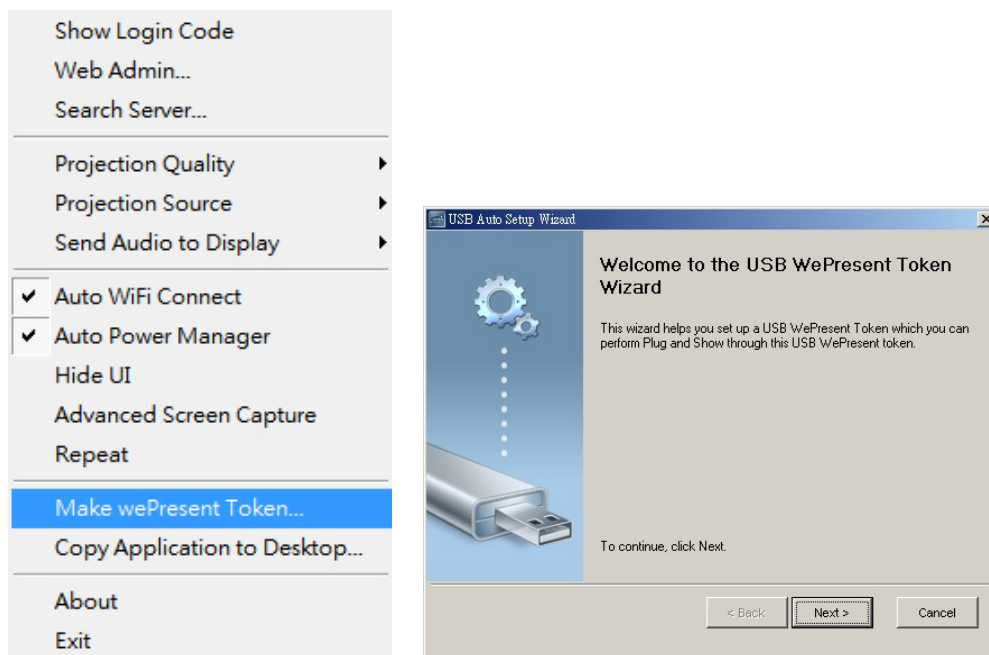 Show Login Code
Web Admin...
Search Server...
Projection Quality
Projection Source
Send Audio to Display
Auto WiFi Connect
Auto Power Manager
Hide UI
Advanced Screen Capture
Repeat
Make wePresent Token...
Copy Application to Desktop...
About
Exit
USB Auto Setup Wizard
Welcome to the USB WePresent Token
Wizard
This wizard helps you set up a USB WePresent Token which you can
perform Plug and Show through this USB WePresent token.
To continue, click Next.
< Back Next > Cancel